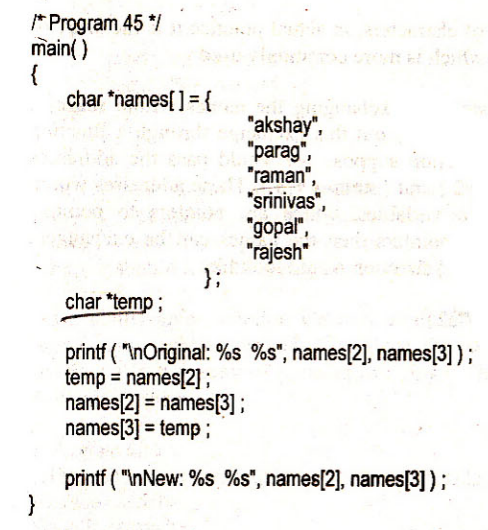 /* Program 45 */
main( )
{
char *names[ ] = {
"akshay",
"parag",
"raman",
"srinivas",
"gopal",
"rajesh"
} ;
char *temp ;
printf ( "\nOriginal: %s %s", names[2], names[3] ) ;
temp = names[2] ;
names[2] = names[3] ;
names[3] = temp ;
printf ( "\nNew: %s %s", names[2], names[3] ) ;
}